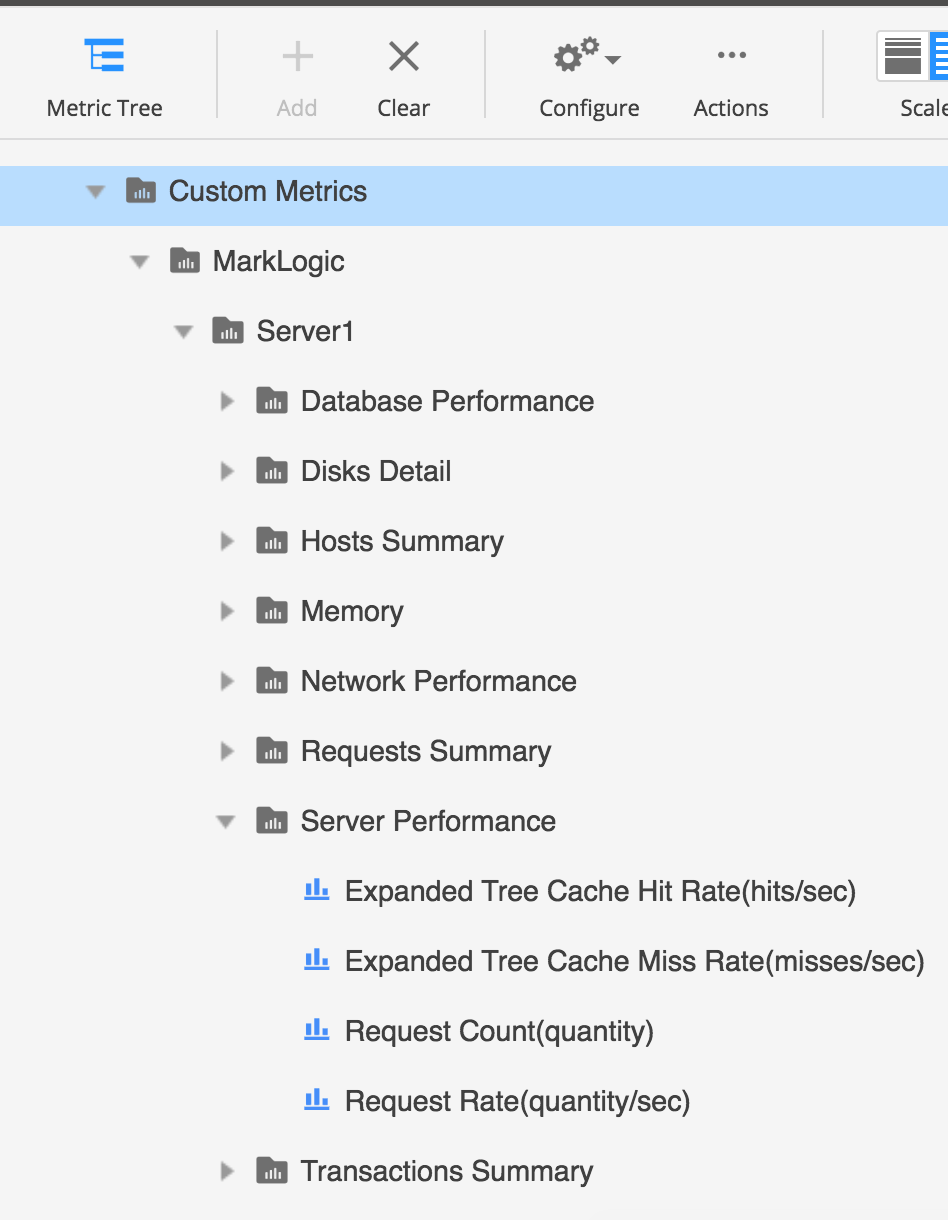 Metric Tree
Add
Clear
Configure
Actions
Custom Metrics
MarkLogic
Server1
Database Performance
Disks Detail
Hosts Summary
Memory
Network Performance
Requests Summary
Server Performance
Expanded Tree Cache Hit Rate(hits/sec)
Expanded Tree Cache Miss Rate(misses/sec)
Request Count(quantity)
Request Rate(quantity/sec)
Transactions Summary